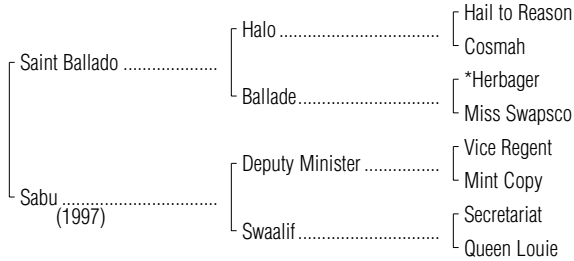 Hail to Reason
Halo
Cosmah
Saint Ballado
*Herbager
Ballade
Miss Swapsco
Vice Regent
Deputy Minister
Mint Copy
Sabu
(1997)
Secretariat
Swaalif
Queen Louie